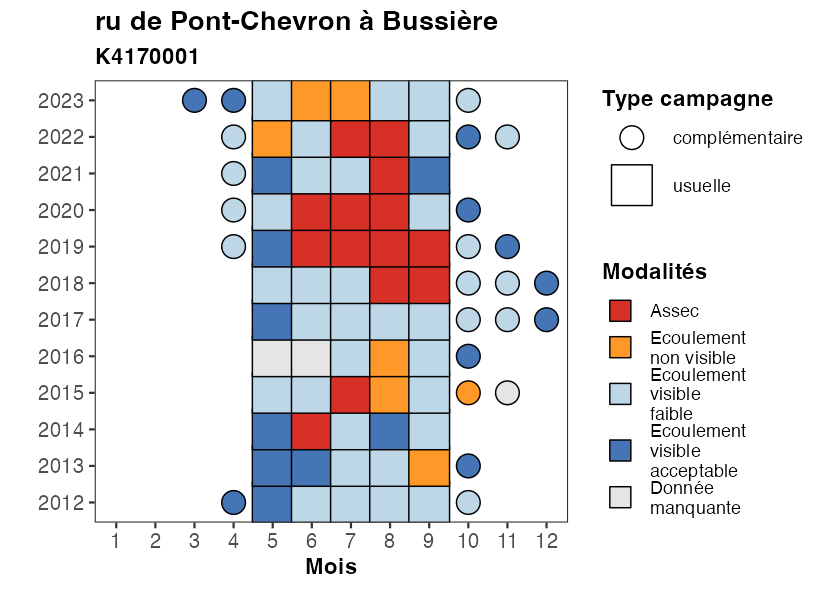 ru de Pont-Chevron à Bussière
K4170001
2023
2022
2021
2020
2019
2018
2017
2016
2015
2014
2013
2012
1 2 3 4 5 6 7 8 9 10 11 12
Mois
Type campagne
complémentaire
usuelle
Modalités
Assec
Ecoulement
non visible
Ecoulement
visible
faible
Ecoulement
visible
acceptable
Donnée
manquante